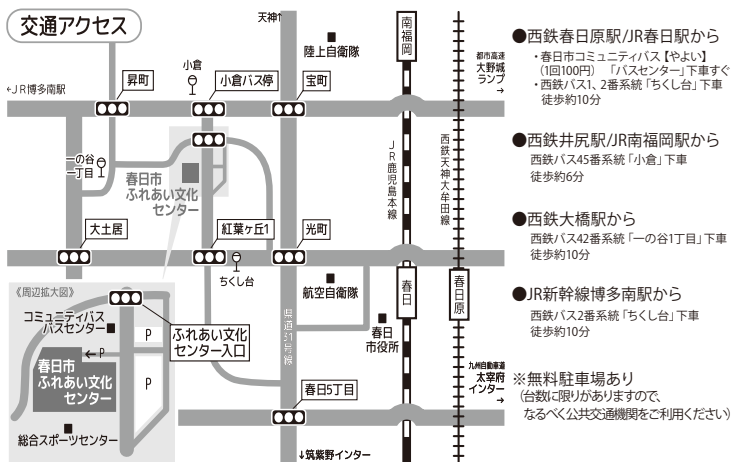 交通アクセス
天神↑
陸上自衛隊
南福岡
都市高速
大野城
ランプ
→
昇町
小倉
小倉バス停
宝町
←JR博多南駅
一の谷
一丁目
春日市
ふれあい文化
センター
JR鹿児島本線
西鉄天神大牟田線
大土居
紅葉ヶ丘1
光町
ちくし台
航空自衛隊
春日
春日原
春日
市役所
県道31号線
《周辺拡大図》
コミュニティバス
バスセンター
P
ふれあい文化
センター入口
←P
春日市
ふれあい文化
センター
P
総合スポーツセンター
春日5丁目
九州自動車道
太宰府
インター
→
↓筑紫野インター
●西鉄春日原駅/JR春日駅から
・春日市コミュニティバス【やよい】
（1回100円）「バスセンター」下車すぐ
・西鉄バス1、2番系統「ちくし台」下車
徒歩約10分
●西鉄井尻駅/JR南福岡駅から
西鉄バス45番系統「小倉」下車
徒歩約6分
●西鉄大橋駅から
西鉄バス42番系統「一の谷1丁目」下車
徒歩約10分
●JR新幹線博多南駅から
西鉄バス2番系統「ちくし台」下車
徒歩約10分
※無料駐車場あり
（台数に限りがありますので、
なるべく公共交通機関をご利用ください）